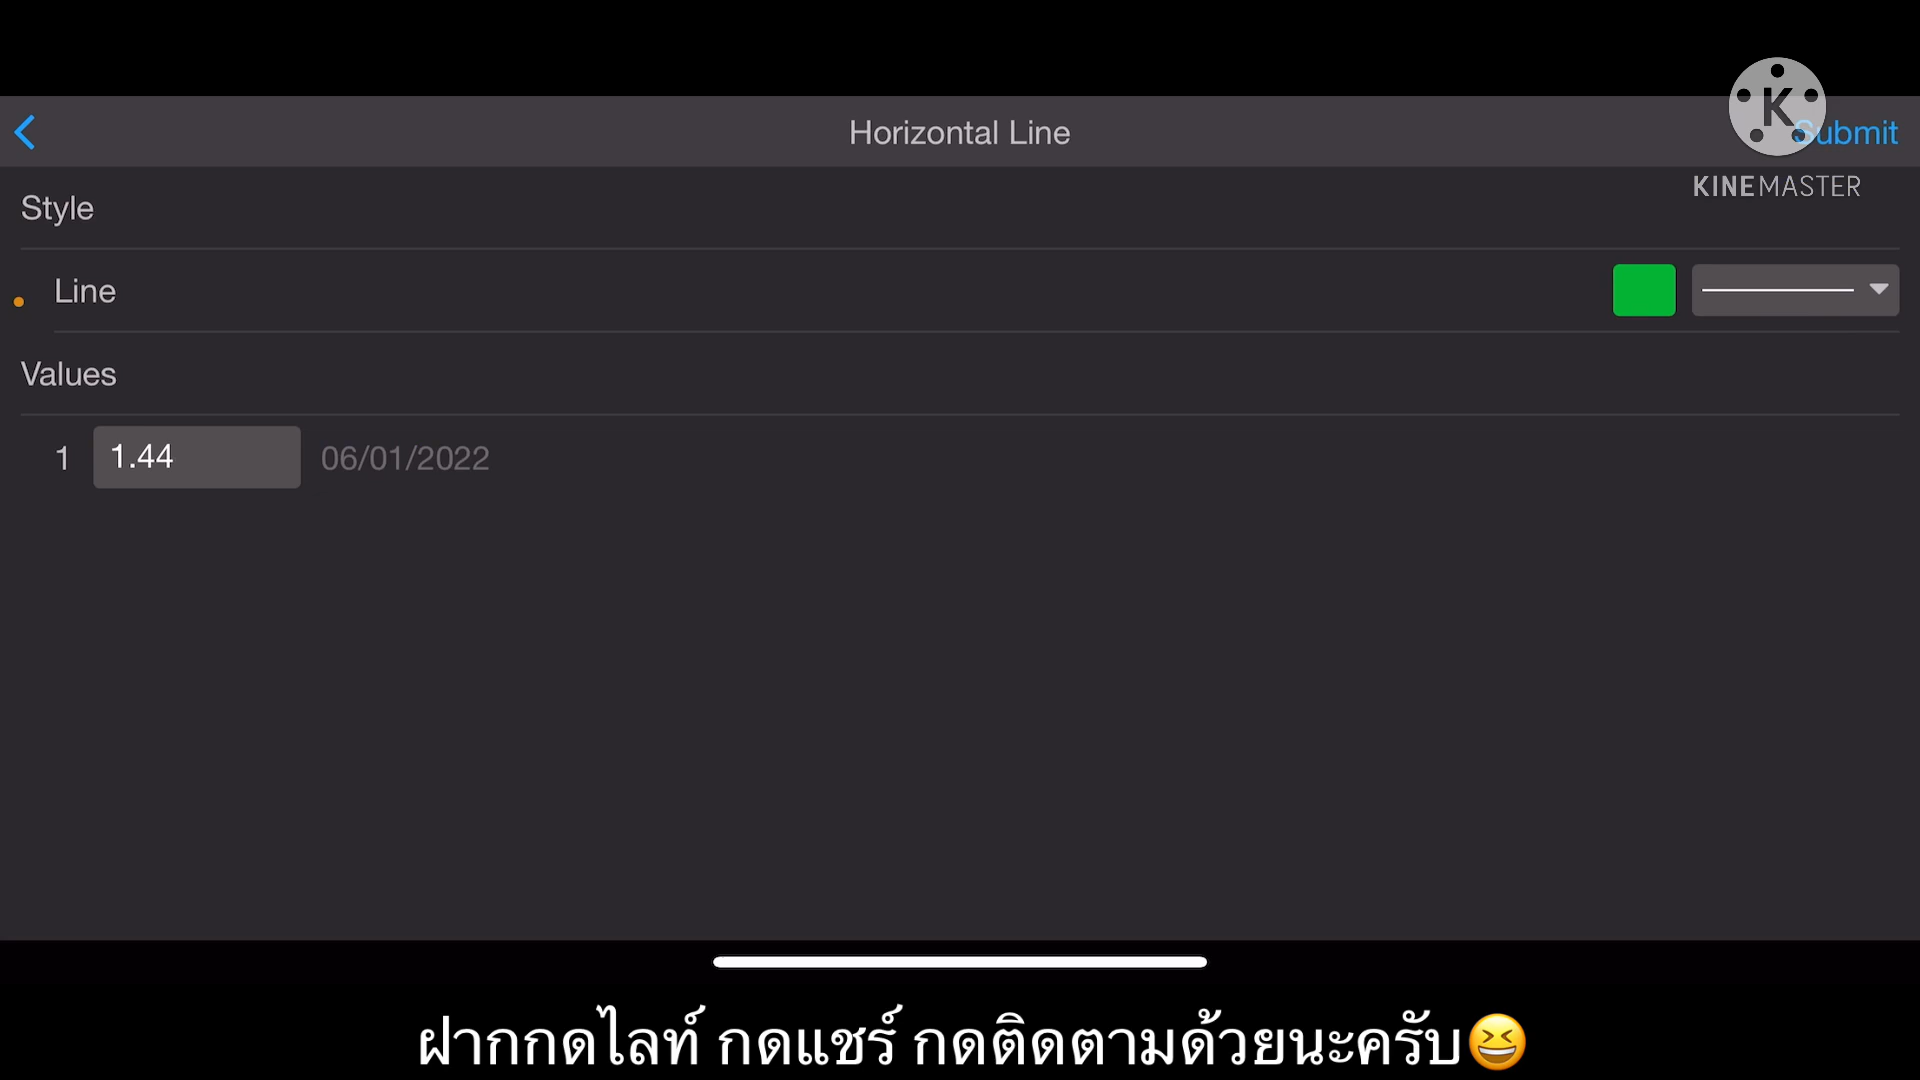 Horizontal Line
Submit
K
KINEMASTER
Style
Line
Values
1 1.44 06/01/2022
ฝากกดไลท์ กดแชร์ กดติดตามด้วยนะครับ😆